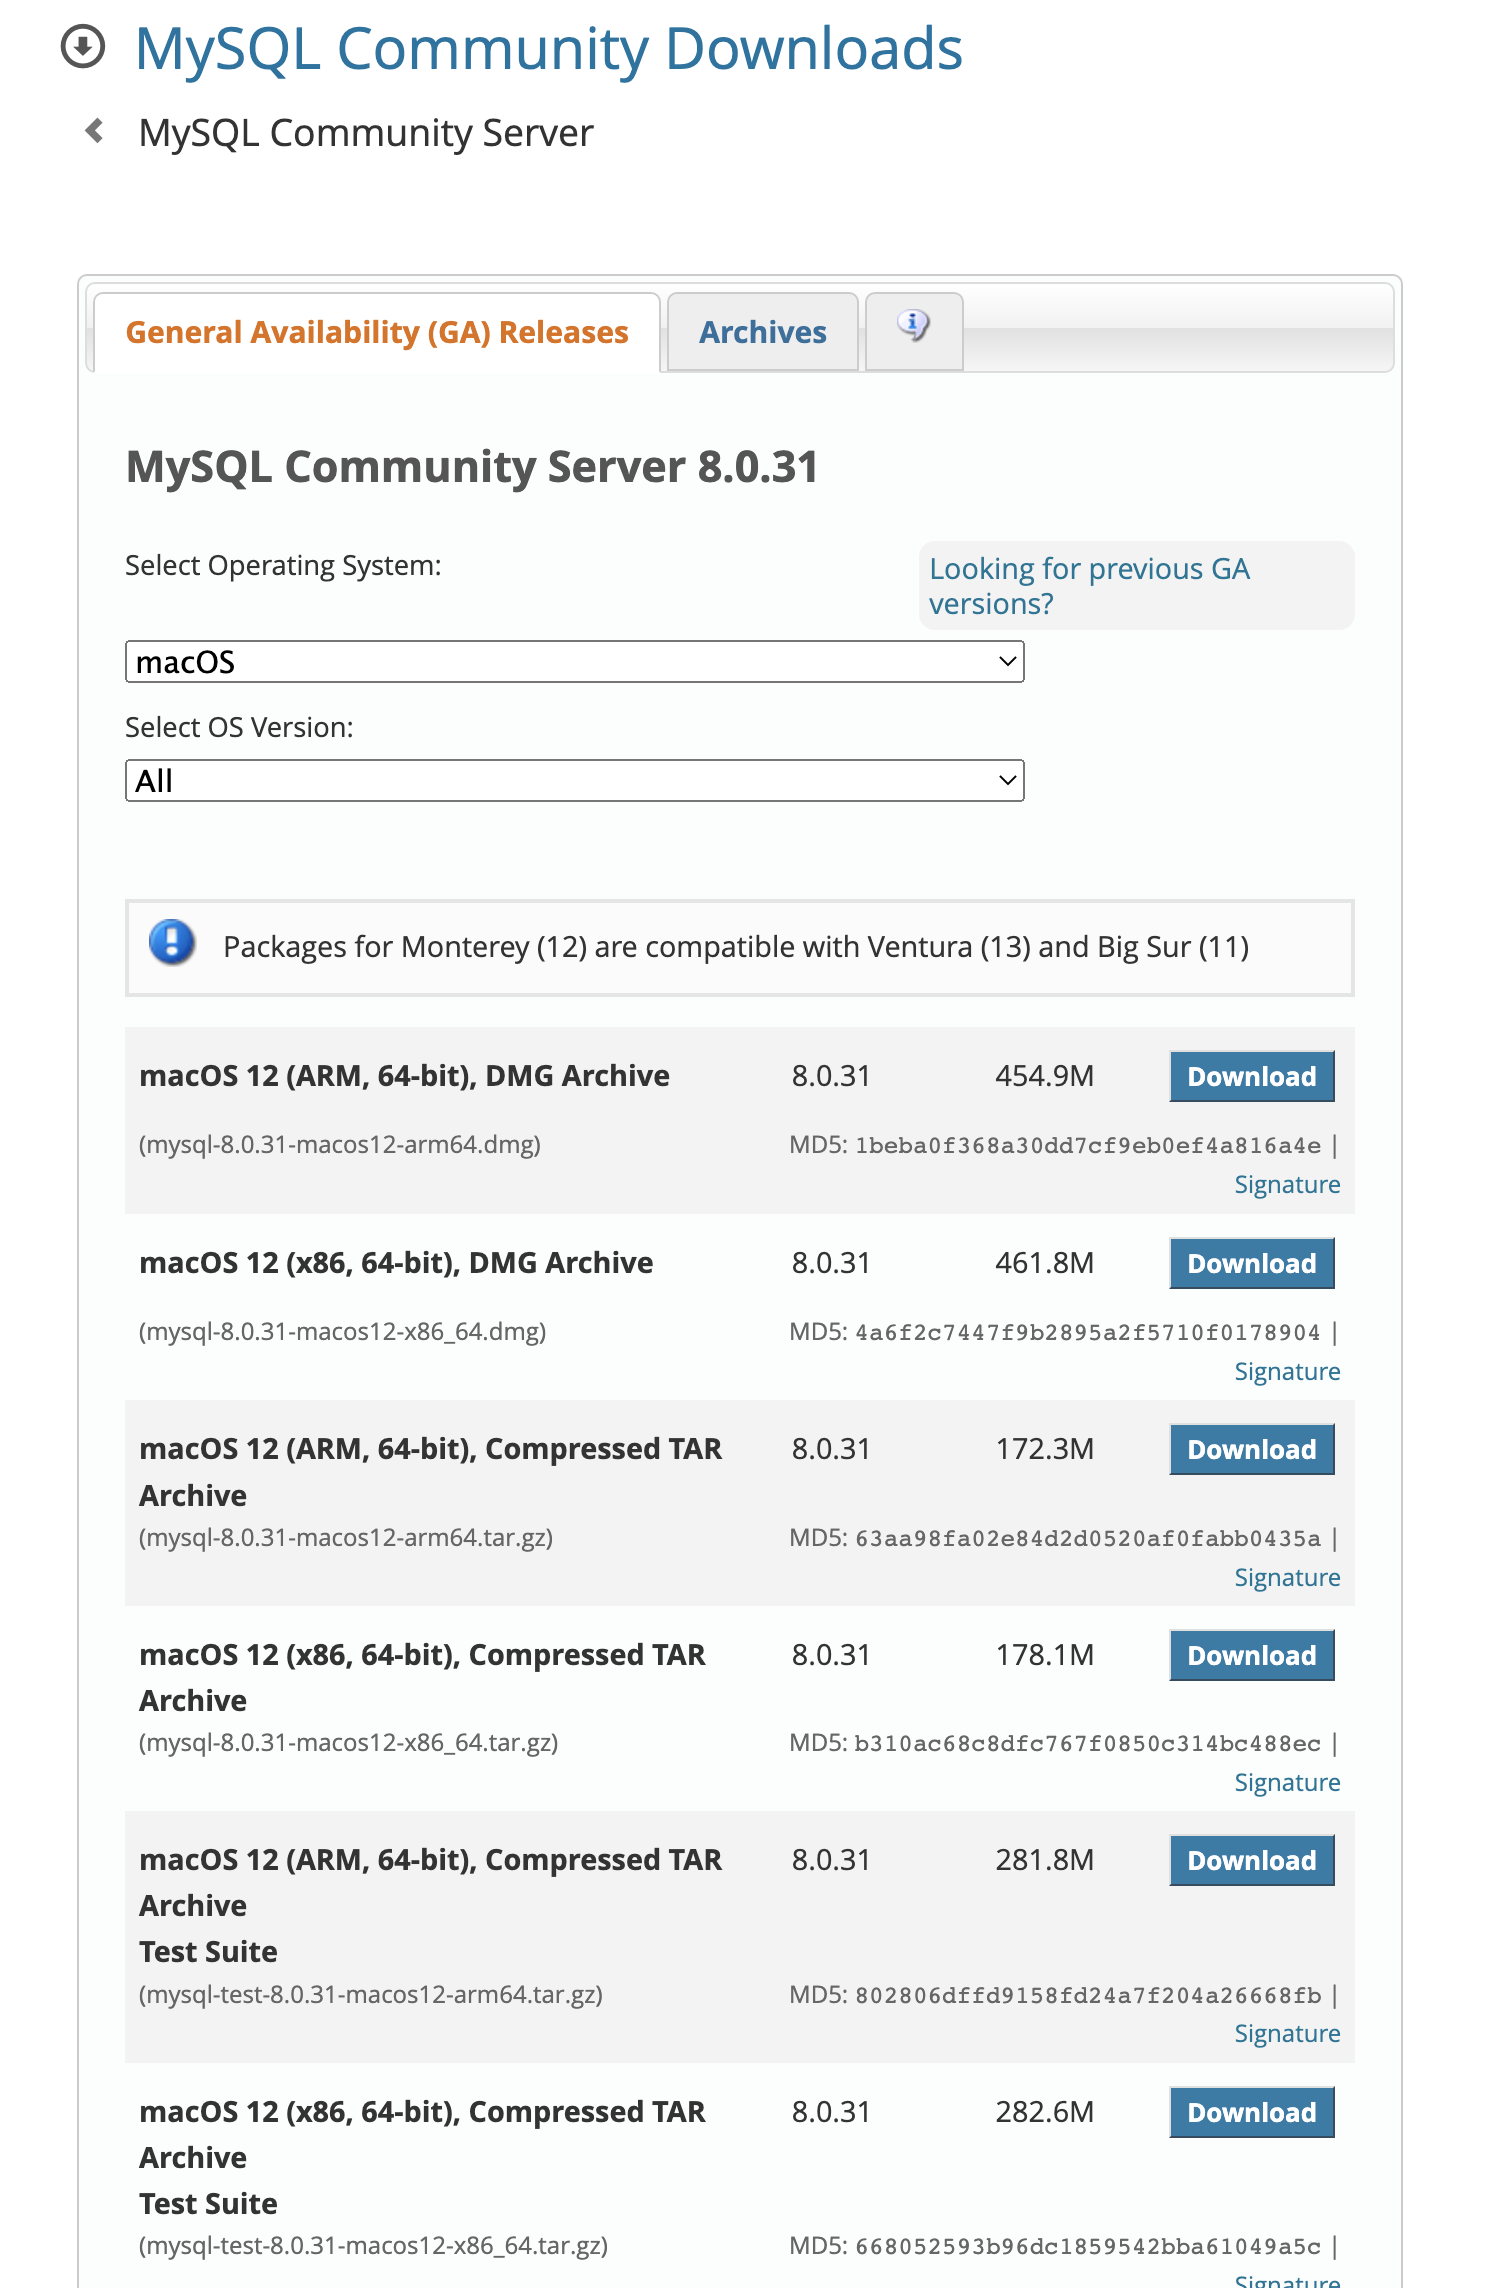 MySQL Community Downloads
MySQL Community Server
General Availability (GA) Releases
Archives
MySQL Community Server 8.0.31
Select Operating System:
Looking for previous GA
versions?
macOS
Select OS Version:
All
Packages for Monterey (12) are compatible with Ventura (13) and Big Sur (11)
macOS 12 (ARM, 64-bit), DMG Archive 8.0.31 454.9M Download
(mysql-8.0.31-macos12-arm64.dmg) MD5: 1beba0f368a30dd7cf9eb0ef4a816a4e |
Signature
macOS 12 (x86, 64-bit), DMG Archive 8.0.31 461.8M Download
(mysql-8.0.31-macos12-x86_64.dmg) MD5: 4a6f2c7447f9b2895a2f5710f0178904 |
Signature
macOS 12 (ARM, 64-bit), Compressed TAR 8.0.31 172.3M Download
Archive
(mysql-8.0.31-macos12-arm64.tar.gz) MD5: 63aa98fa02e84d2d0520af0fabb0435a |
Signature
macOS 12 (x86, 64-bit), Compressed TAR 8.0.31 178.1M Download
Archive
(mysql-8.0.31-macos12-x86_64.tar.gz) MD5: b310ac68c8dfc767f0850c314bc488ec |
Signature
macOS 12 (ARM, 64-bit), Compressed TAR 8.0.31 281.8M Download
Archive
Test Suite
(mysql-test-8.0.31-macos12-arm64.tar.gz) MD5: 802806dffd9158fd24a7f204a26668fb |
Signature
macOS 12 (x86, 64-bit), Compressed TAR 8.0.31 282.6M Download
Archive
Test Suite
(mysql-test-8.0.31-macos12-x86_64.tar.gz) MD5: 668052593b96dc1859542bba61049a5c |
Signature